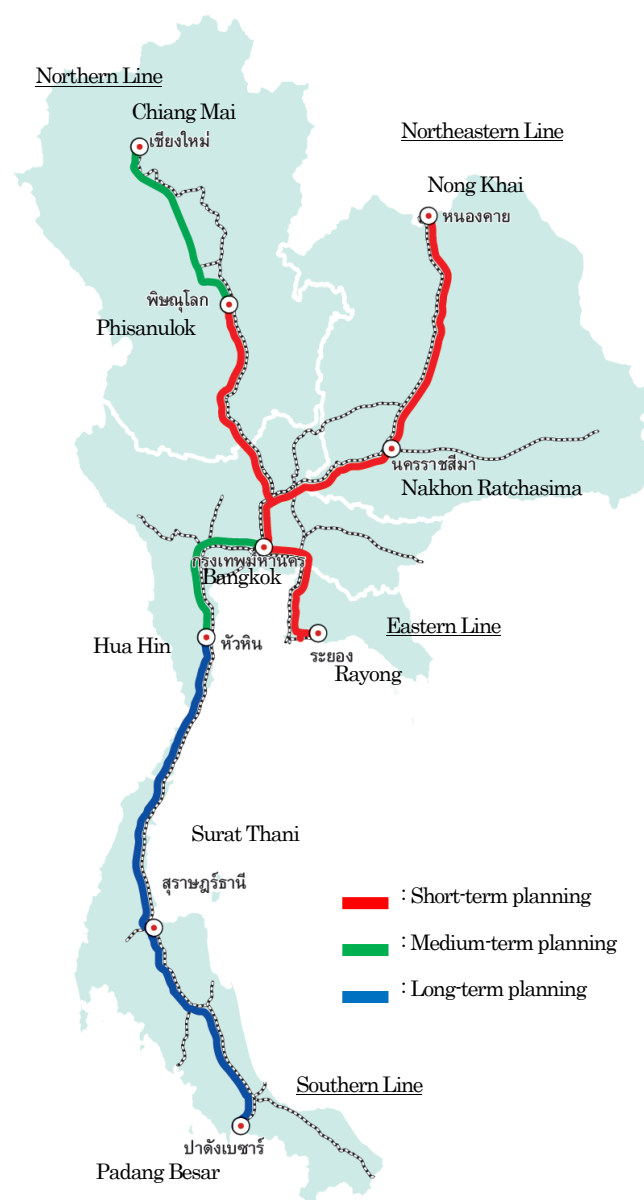 Northern Line
Chiang Mai
เชียงใหม่
Northeastern Line
Nong Khai
หนองคาย
พิษณุโลก
Phisanulok
นครราชสีมา
Nakhon Ratchasima
กรุงเทพมหานคร
Bangkok
Eastern Line
Hua Hin
หัวหิน
ระยอง
Rayong
Surat Thani
สุราษฎร์ธานี
: Short-term planning
: Medium-term planning
: Long-term planning
Southern Line
ปาดังเบซาร์
Padang Besar